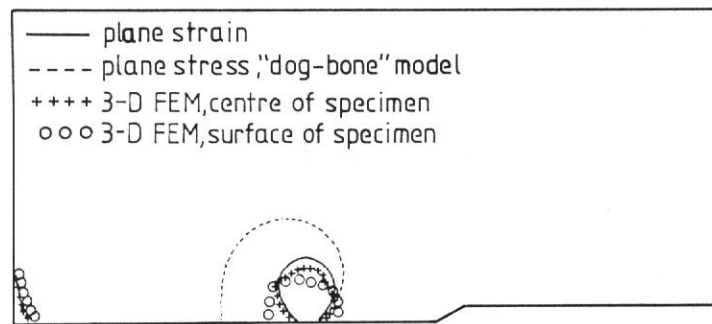 plane strain
plane stress,"dog-bone" model
3-D FEM,centre of specimen
3-D FEM,surface of specimen